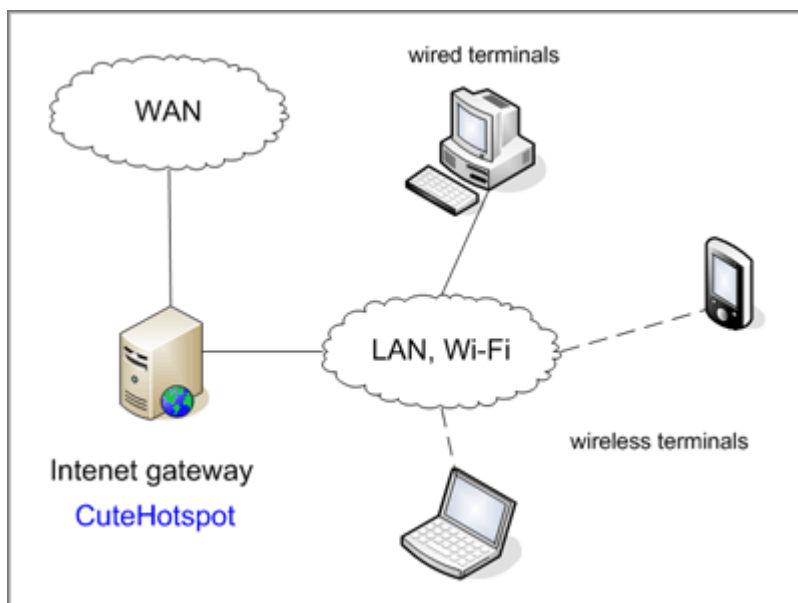 wired terminals
WAN
LAN, Wi-Fi
wireless terminals
Intenet gateway
CuteHotspot